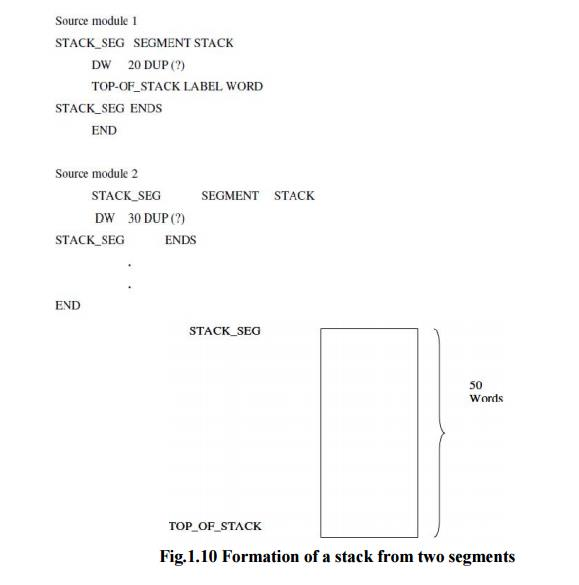 Source module 1
STACK_SEG SEGMENT STACK
DW 20 DUP (?)
TOP-OF_STACK LABEL WORD
STACK_SEG ENDS
END
Source module 2
STACK_SEG SEGMENT STACK
DW 30 DUP (?)
STACK_SEG ENDS
.
.
END
STACK_SEG
50
Words
TOP_OF_STACK
Fig.1.10 Formation of a stack from two segments